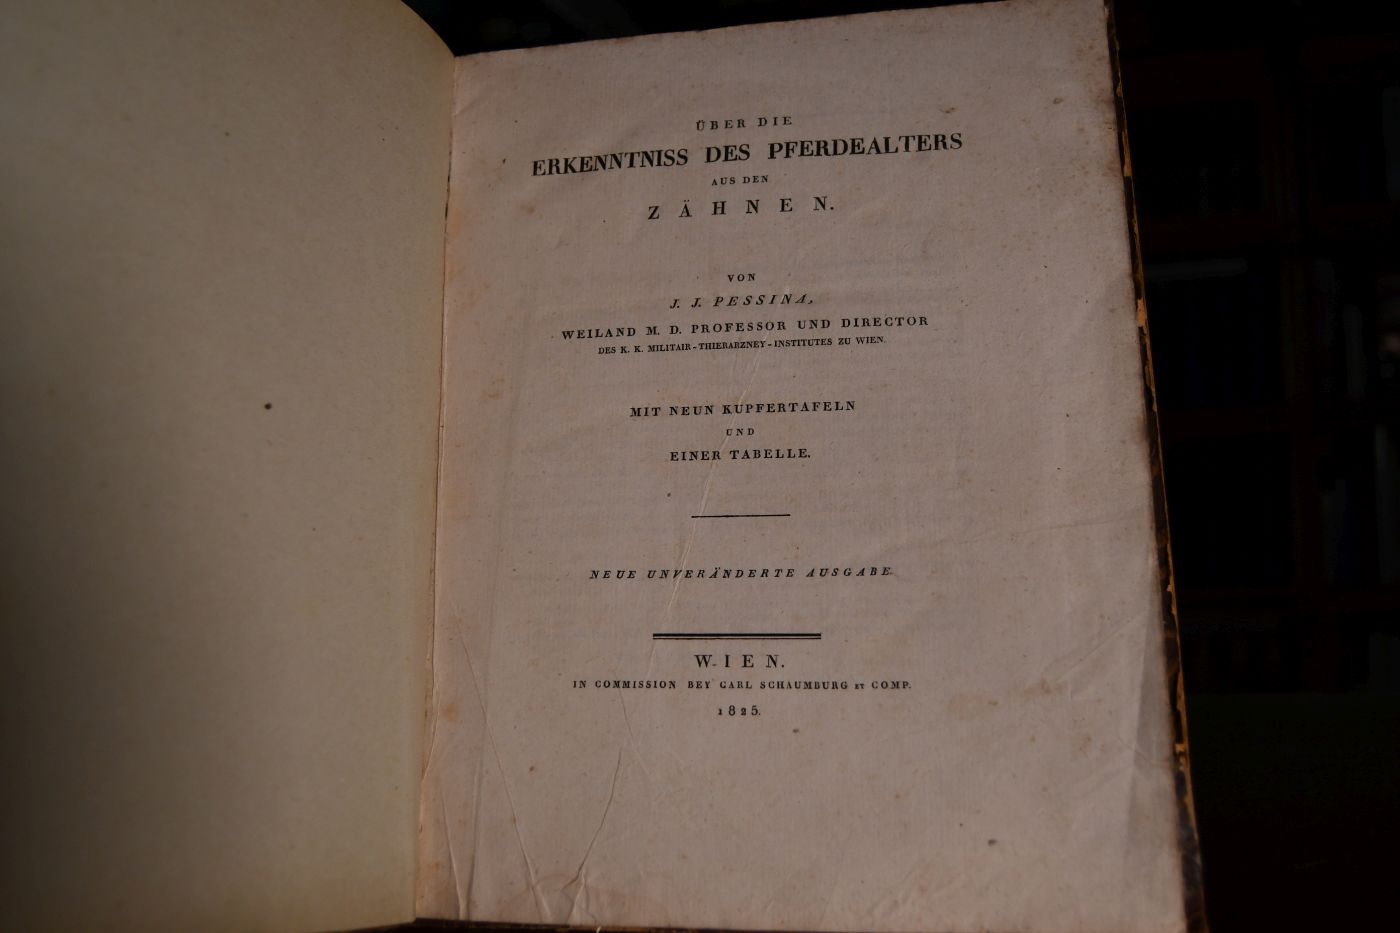 ÜBER DIE
ERKENNTNISS DES PFERDEALTERS
AUS DEN
ZÄHNEN.
VON
J. J. PESSINA,
WEILAND M. D. PROFESSOR UND DIRECTOR
DES K. K. MILITAIR-THIERARZNEY-INSTITUTES ZU WIEN.
MIT NEUN KUPFERTAFELN
UND
EINER TABELLE.
NEUE UNVERÄNDERTE AUSGABE.
WIEN.
IN COMMISSION BEY CARL SCHAUMBURG ET COMP.
1825.